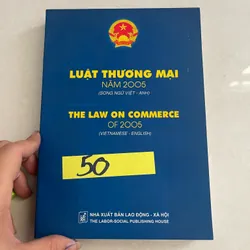 LUẬT THƯƠNG MẠI
NĂM 2005
(SONG NGỮ VIỆT - ANH)
THE LAW ON COMMERCE
OF 2005
(VIETNAMESE - ENGLISH)
50
NHÀ XUẤT BẢN LAO ĐỘNG - XÃ HỘI
THE LABOR-SOCIAL PUBLISHING HOUSE